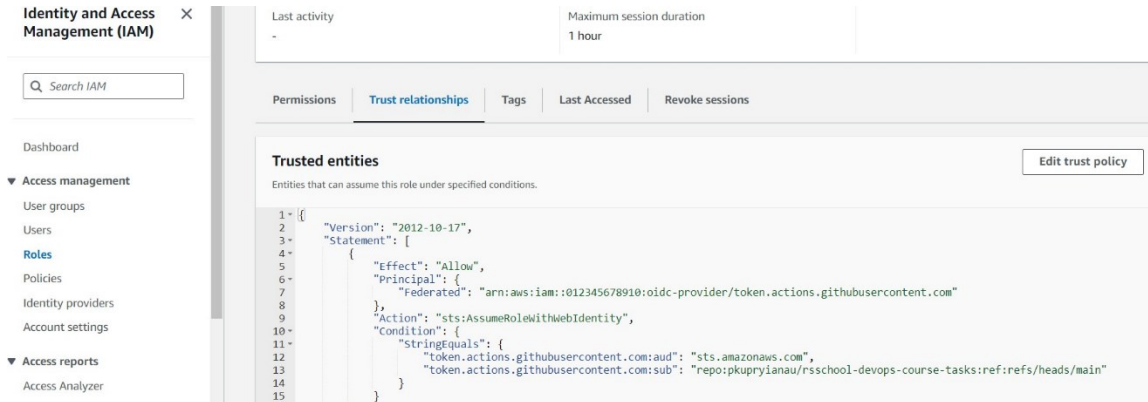 Identity and Access
Management (IAM)
Search IAM
Dashboard
Access management
User groups
Users
Roles
Policies
Identity providers
Account settings
Access reports
Access Analyzer
Last activity
-
Maximum session duration
1 hour
Permissions Trust relationships Tags Last Accessed Revoke sessions
Trusted entities
Edit trust policy
Entities that can assume this role under specified conditions.
1 {
2 "Version": "2012-10-17",
3 "Statement": [
4 {
5 "Effect": "Allow",
6 "Principal": {
7 "Federated": "arn:aws:iam::012345678910:oidc-provider/token.actions.githubusercontent.com"
8 },
9 "Action": "sts:AssumeRoleWithWebIdentity",
10 "Condition": {
11 "StringEquals": {
12 "token.actions.githubusercontent.com:aud": "sts.amazonaws.com",
13 "token.actions.githubusercontent.com:sub": "repo:pkupryianau/rsschool-devops-course-tasks:ref:refs/heads/main"
14 }
15 }